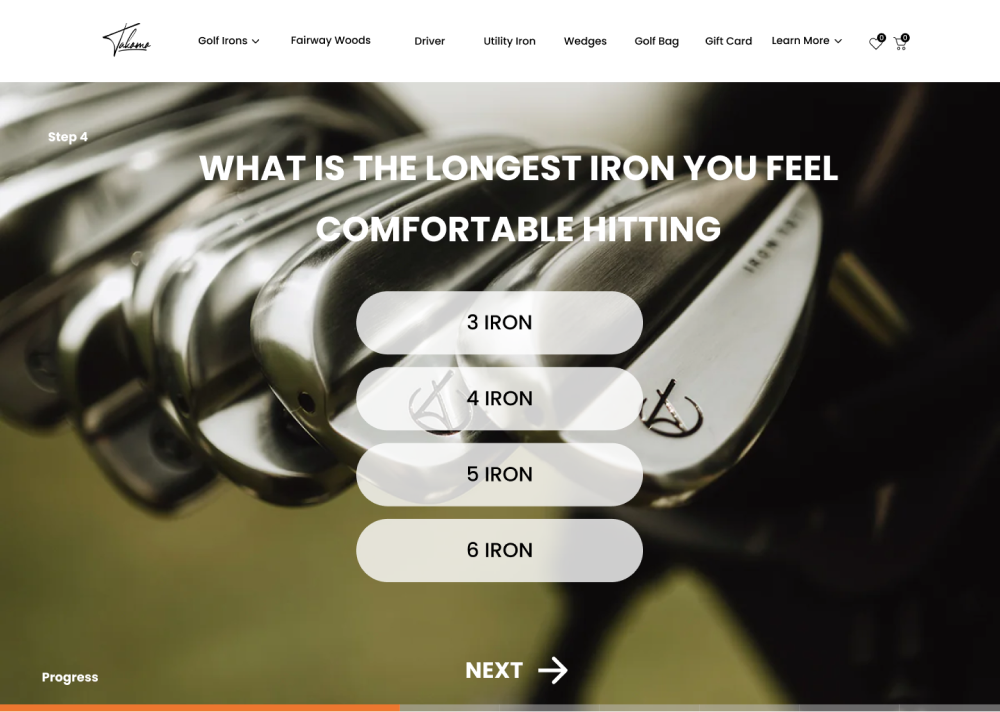 Takomo
Golf Irons
Fairway Woods
Driver
Utility Iron
Wedges
Golf Bag
Gift Card
Learn More
0
0
Step 4
WHAT IS THE LONGEST IRON YOU FEEL
COMFORTABLE HITTING
3 IRON
4 IRON
5 IRON
6 IRON
NEXT
Progress